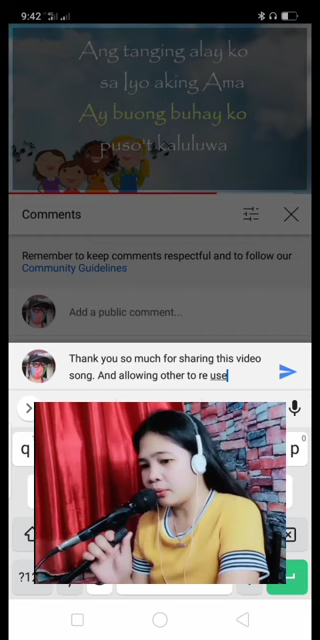 9:42
Ang tanging alay ko
sa Iyo aking Ama
Ay buong buhay ko
puso't kaluluwa
Comments
Remember to keep comments respectful and to follow our
Community Guidelines
Add a public comment...
Thank you so much for sharing this video
song. And allowing other to re use
q
p
0
?12